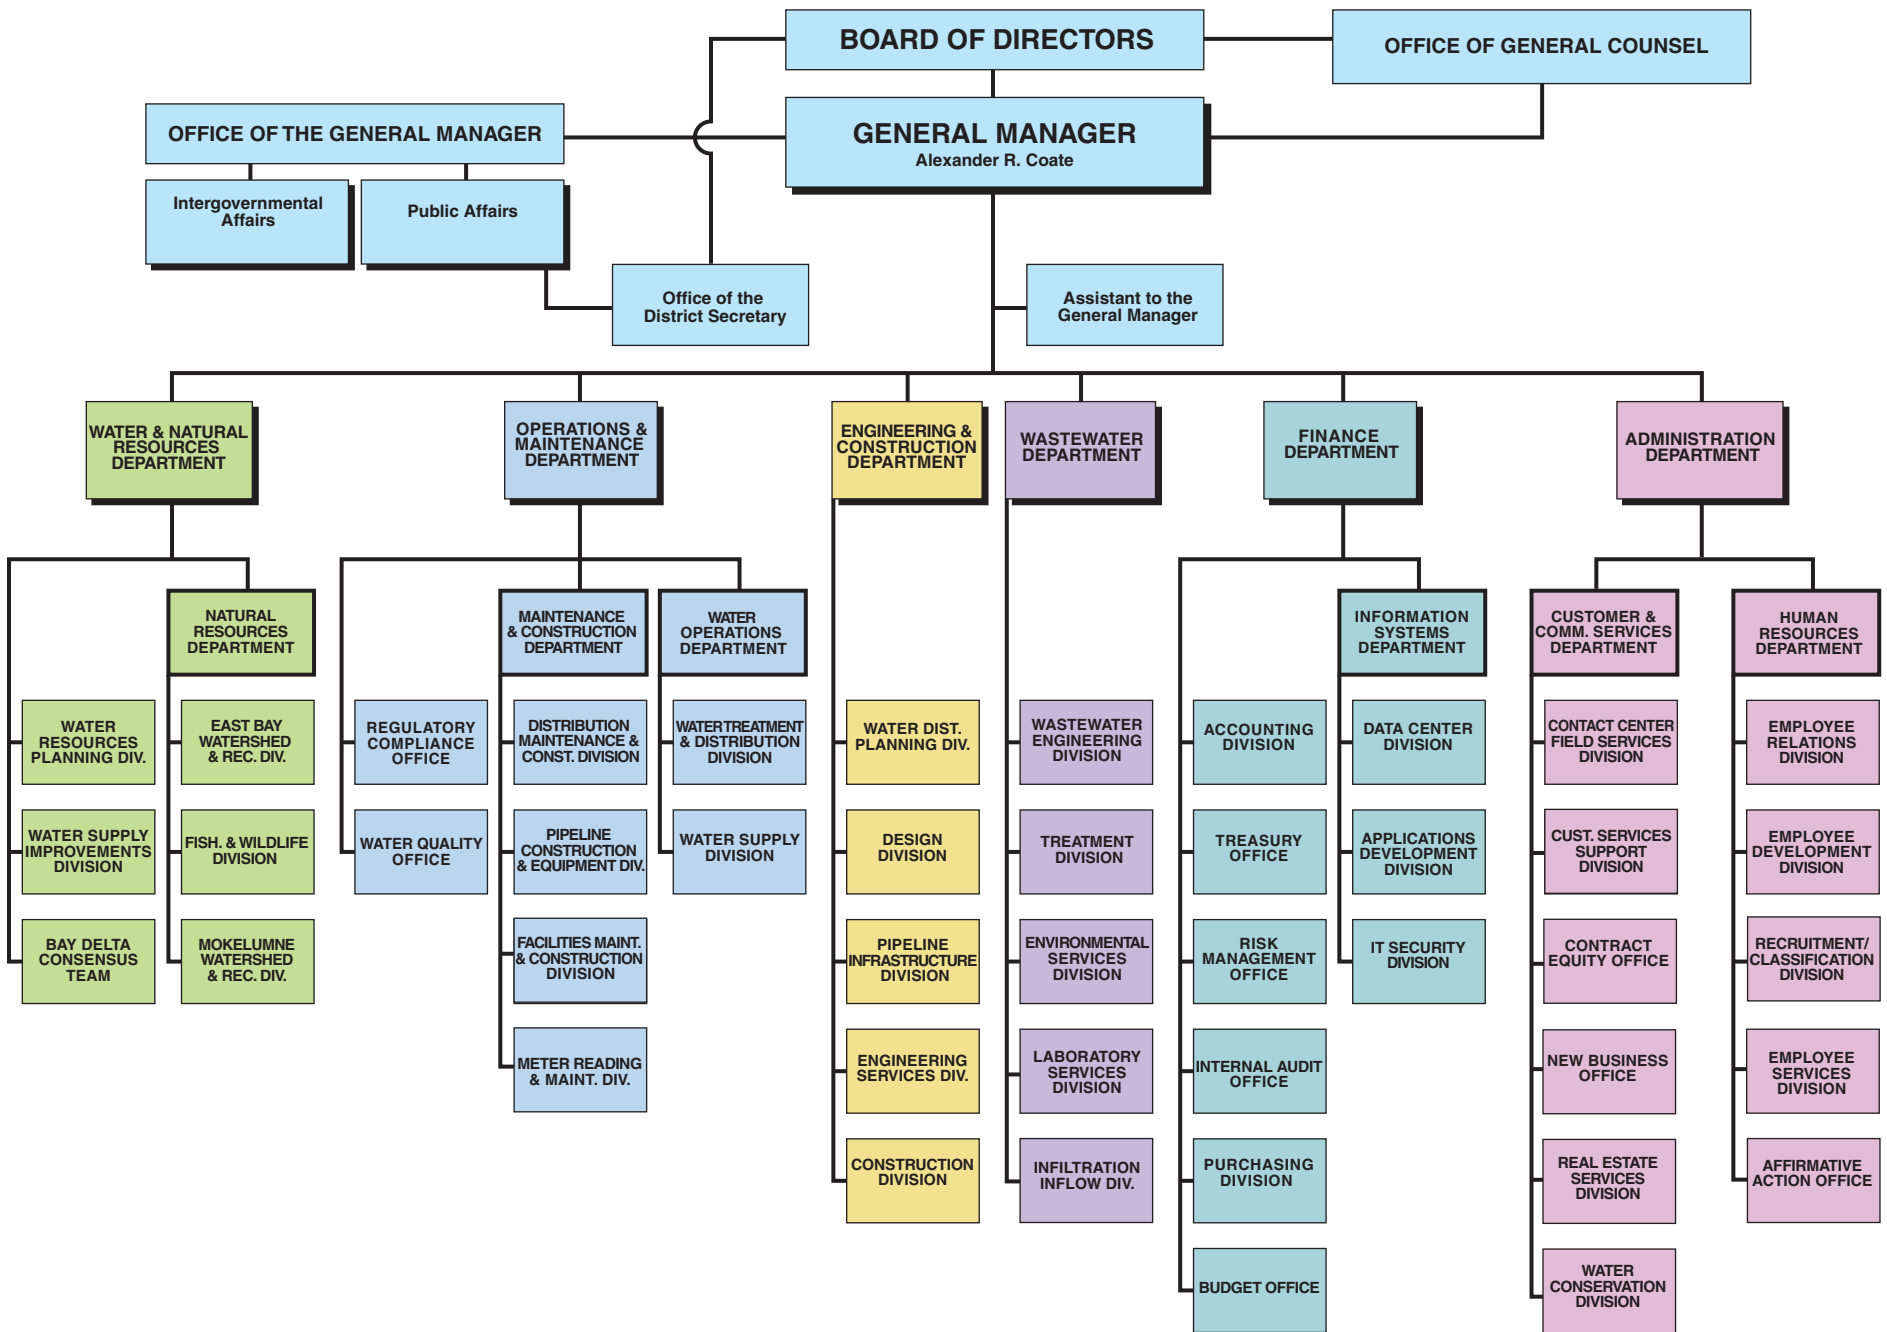 BOARD OF DIRECTORS
OFFICE OF GENERAL COUNSEL
OFFICE OF THE GENERAL MANAGER
GENERAL MANAGER
Alexander R. Coate
Intergovernmental
Affairs
Public Affairs
Office of the
District Secretary
Assistant to the
General Manager
WATER & NATURAL
RESOURCES
DEPARTMENT
OPERATIONS &
MAINTENANCE
DEPARTMENT
ENGINEERING &
CONSTRUCTION
DEPARTMENT
WASTEWATER
DEPARTMENT
FINANCE
DEPARTMENT
ADMINISTRATION
DEPARTMENT
NATURAL
RESOURCES
DEPARTMENT
MAINTENANCE
& CONSTRUCTION
DEPARTMENT
WATER
OPERATIONS
DEPARTMENT
INFORMATION
SYSTEMS
DEPARTMENT
CUSTOMER &
COMM. SERVICES
DEPARTMENT
HUMAN
RESOURCES
DEPARTMENT
WATER
RESOURCES
PLANNING DIV.
EAST BAY
WATERSHED
& REC. DIV.
REGULATORY
COMPLIANCE
OFFICE
DISTRIBUTION
MAINTENANCE &
CONST. DIVISION
WATER TREATMENT
& DISTRIBUTION
DIVISION
WATER DIST.
PLANNING DIV.
WASTEWATER
ENGINEERING
DIVISION
ACCOUNTING
DIVISION
DATA CENTER
DIVISION
CONTACT CENTER
FIELD SERVICES
DIVISION
EMPLOYEE
RELATIONS
DIVISION
WATER SUPPLY
IMPROVEMENTS
DIVISION
FISH. & WILDLIFE
DIVISION
WATER QUALITY
OFFICE
PIPELINE
CONSTRUCTION
& EQUIPMENT DIV.
WATER SUPPLY
DIVISION
DESIGN
DIVISION
TREATMENT
DIVISION
TREASURY
OFFICE
APPLICATIONS
DEVELOPMENT
DIVISION
CUST. SERVICES
SUPPORT
DIVISION
EMPLOYEE
DEVELOPMENT
DIVISION
BAY DELTA
CONSENSUS
TEAM
MOKELUMNE
WATERSHED
& REC. DIV.
FACILITIES MAINT.
& CONSTRUCTION
DIVISION
PIPELINE
INFRASTRUCTURE
DIVISION
ENVIRONMENTAL
SERVICES
DIVISION
RISK
MANAGEMENT
OFFICE
IT SECURITY
DIVISION
CONTRACT
EQUITY OFFICE
RECRUITMENT/
CLASSIFICATION
DIVISION
METER READING
& MAINT. DIV.
ENGINEERING
SERVICES DIV.
LABORATORY
SERVICES
DIVISION
INTERNAL AUDIT
OFFICE
NEW BUSINESS
OFFICE
EMPLOYEE
SERVICES
DIVISION
CONSTRUCTION
DIVISION
INFILTRATION
INFLOW DIV.
PURCHASING
DIVISION
REAL ESTATE
SERVICES
DIVISION
AFFIRMATIVE
ACTION OFFICE
BUDGET OFFICE
WATER
CONSERVATION
DIVISION